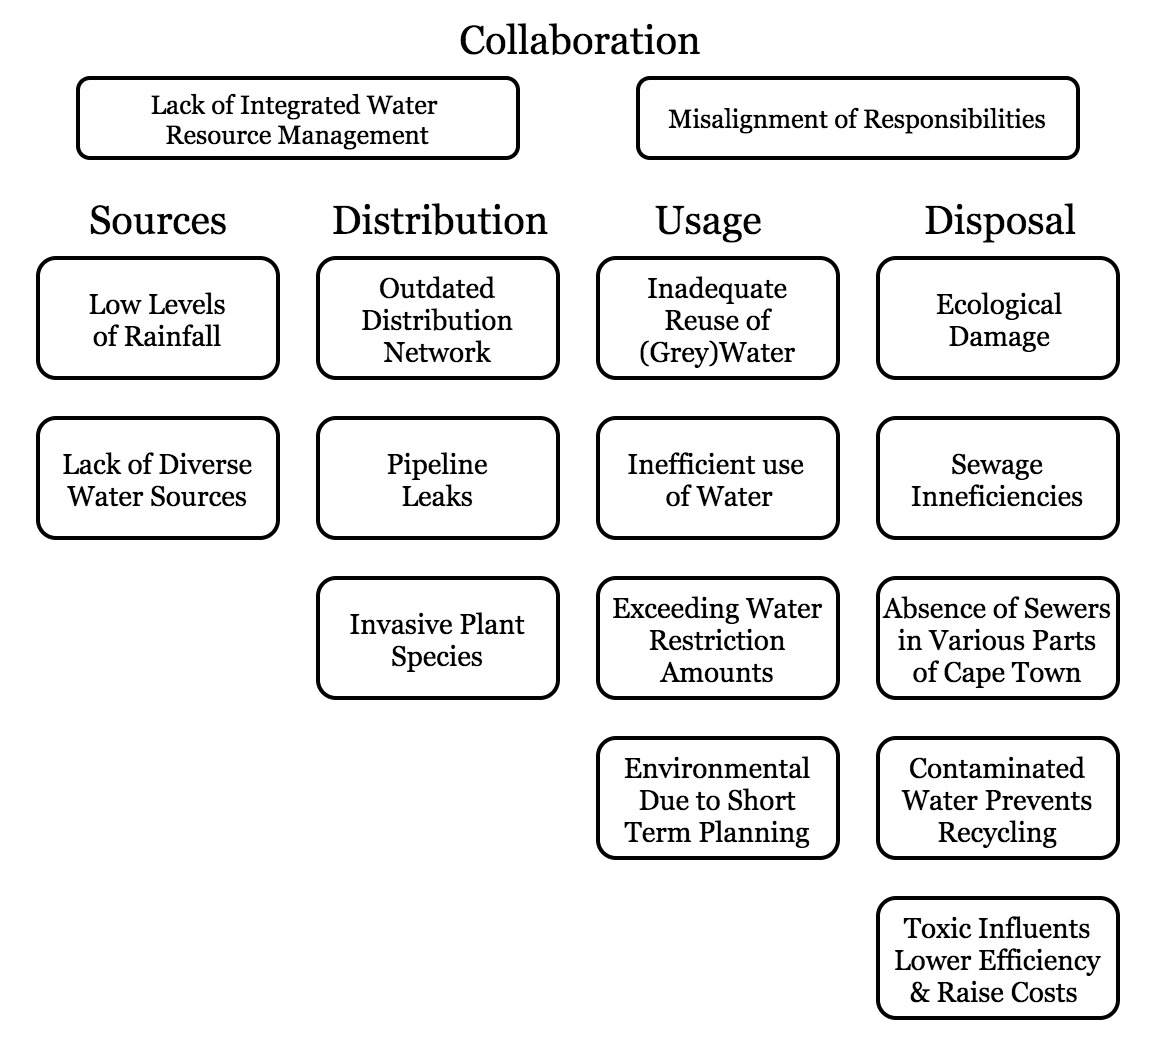 Collaboration
Lack of Integrated Water
Resource Management
Misalignment of Responsibilities
Sources
Low Levels
of Rainfall
Lack of Diverse
Water Sources
Distribution
Outdated
Distribution
Network
Pipeline
Leaks
Invasive Plant
Species
Usage
Inadequate
Reuse of
(Grey)Water
Inefficient use
of Water
Exceeding Water
Restriction
Amounts
Environmental
Due to Short
Term Planning
Disposal
Ecological
Damage
Sewage
Inneficiencies
Absence of Sewers
in Various Parts
of Cape Town
Contaminated
Water Prevents
Recycling
Toxic Influents
Lower Efficiency
& Raise Costs